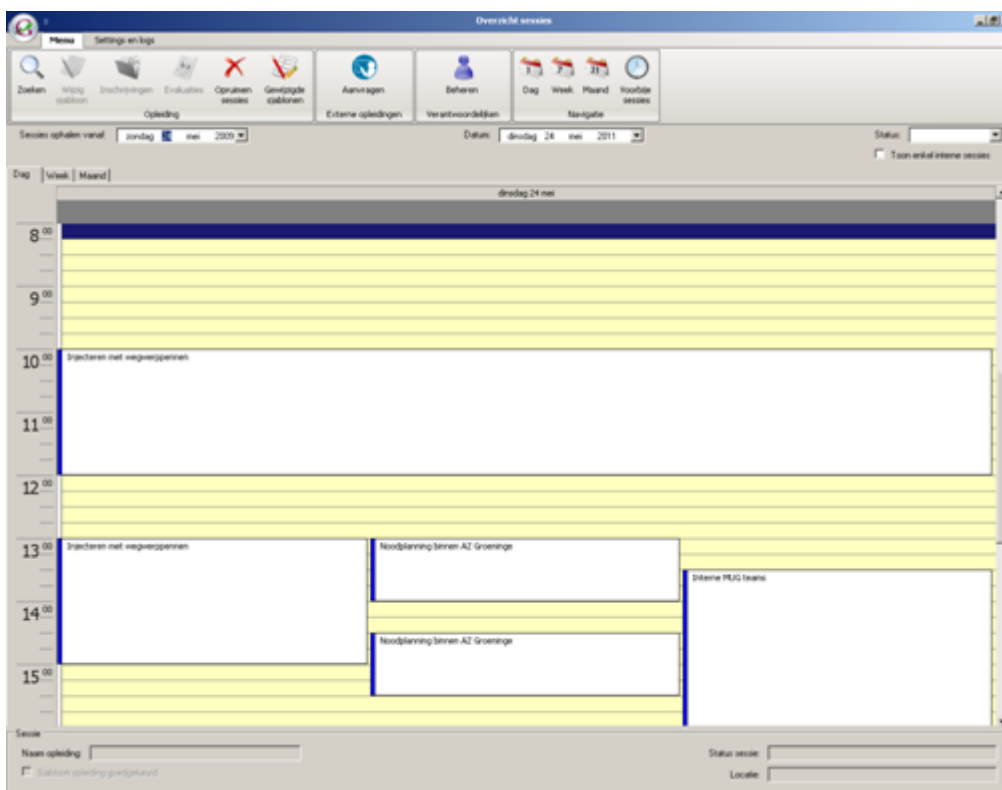 Overzicht sessies
Menu Settings en logs
Zoeken Wijzig sjabloon Inschrijvingen Evaluaties Opruimen sessies Gewijzigde sjablonen Aanvragen Beheren Dag Week Maand Voorbije sessies
Opleiding Externe opleidingen Verantwoordelijken Navigatie
Sessies ophalen vanaf: zondag 24 mei 2009 Datum: dinsdag 24 mei 2011 Status:
Toon enkel interne sessies
Dag Week Maand
dinsdag 24 mei
8 00
9 00
10 00 Injecteren met wegwerppennen
11 00
12 00
13 00 Injecteren met wegwerppennen Noodplanning binnen AZ Groeninge
Interne MUG teams
14 00
Noodplanning binnen AZ Groeninge
15 00
Sessie
Naam opleiding: Status sessie:
Sjabloon opleiding goedgekeurd Locatie: